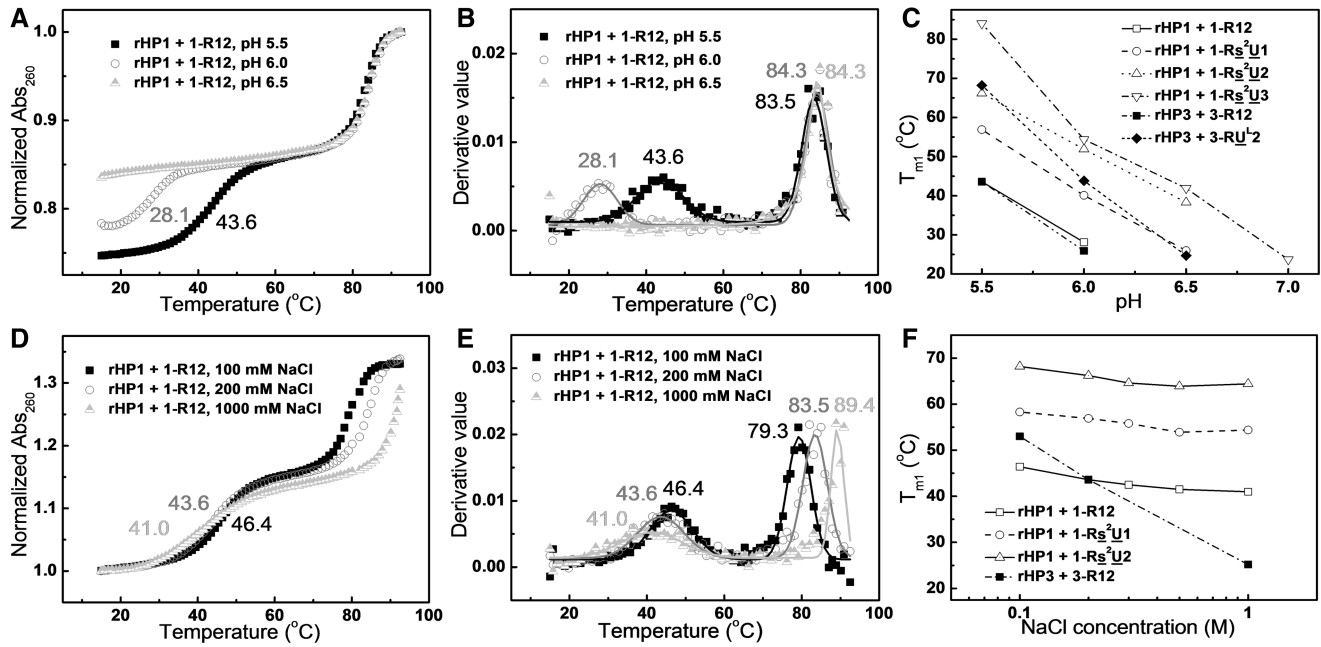 A
1.0
0.9
0.8
Normalized Abs260
rHP1 + 1-R12, pH 5.5
rHP1 + 1-R12, pH 6.0
rHP1 + 1-R12, pH 6.5
28.1
43.6
20 40 60 80 100
Temperature (°C)
B
0.02
0.01
0.00
Derivative value
rHP1 + 1-R12, pH 5.5
rHP1 + 1-R12, pH 6.0
rHP1 + 1-R12, pH 6.5
84.3 84.3
83.5
28.1
43.6
20 40 60 80 100
Temperature (°C)
C
80
70
60
50
40
30
20
Tm1 (°C)
rHP1 + 1-R12
rHP1 + 1-Rs²U1
rHP1 + 1-Rs²U2
rHP1 + 1-Rs²U3
rHP3 + 3-R12
rHP3 + 3-RUᴸ2
5.5 6.0 6.5 7.0
pH
D
1.3
1.2
1.1
1.0
Normalized Abs260
rHP1 + 1-R12, 100 mM NaCl
rHP1 + 1-R12, 200 mM NaCl
rHP1 + 1-R12, 1000 mM NaCl
43.6
41.0
46.4
20 40 60 80 100
Temperature (°C)
E
0.03
0.02
0.01
0.00
Derivative value
rHP1 + 1-R12, 100 mM NaCl
rHP1 + 1-R12, 200 mM NaCl
rHP1 + 1-R12, 1000 mM NaCl
83.5 89.4
79.3
43.6
46.4
41.0
20 40 60 80 100
Temperature (°C)
F
70
60
50
40
30
20
Tm1 (°C)
rHP1 + 1-R12
rHP1 + 1-Rs²U1
rHP1 + 1-Rs²U2
rHP3 + 3-R12
0.1 1
NaCl concentration (M)